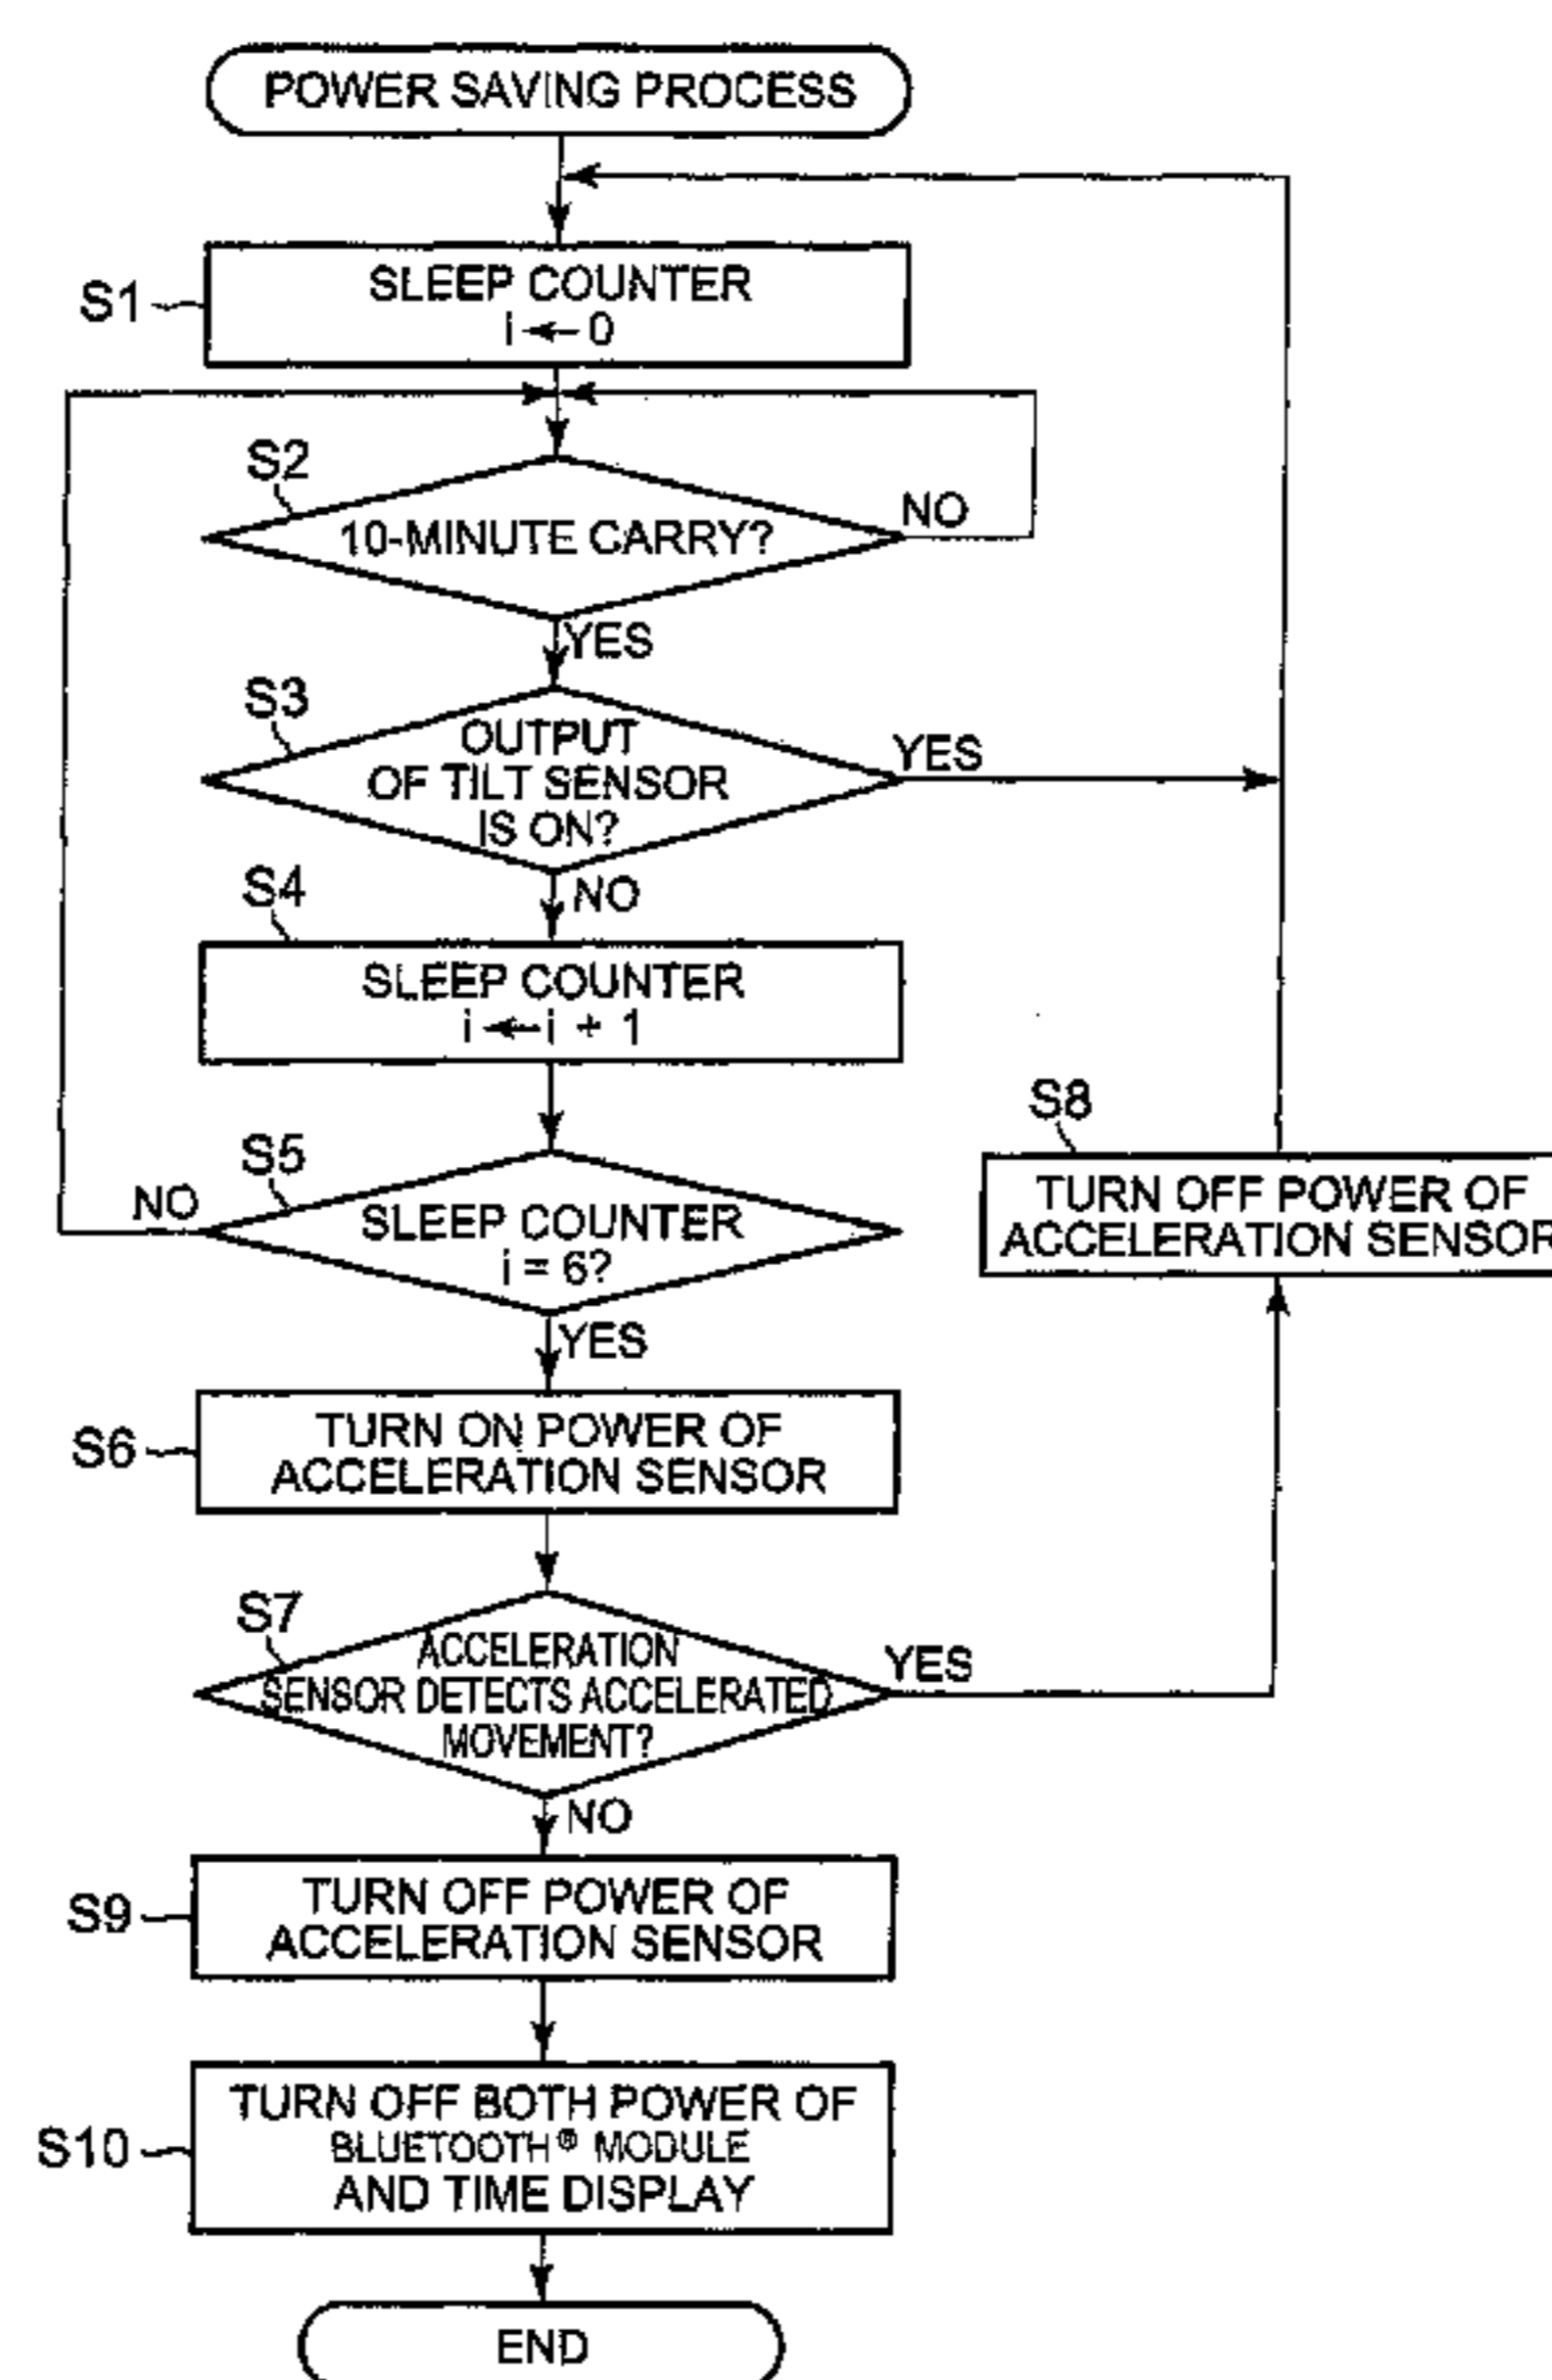 POWER SAVING PROCESS
S1
SLEEP COUNTER
i ← 0
S2
10-MINUTE CARRY?
NO
YES
S3
OUTPUT
OF TILT SENSOR
IS ON?
YES
NO
S4
SLEEP COUNTER
i ← i + 1
S5
SLEEP COUNTER
i = 6?
NO
YES
S8
TURN OFF POWER OF
ACCELERATION SENSOR
S6
TURN ON POWER OF
ACCELERATION SENSOR
S7
ACCELERATION
SENSOR DETECTS ACCELERATED
MOVEMENT?
YES
NO
S9
TURN OFF POWER OF
ACCELERATION SENSOR
S10
TURN OFF BOTH POWER OF
BLUETOOTH® MODULE
AND TIME DISPLAY
END